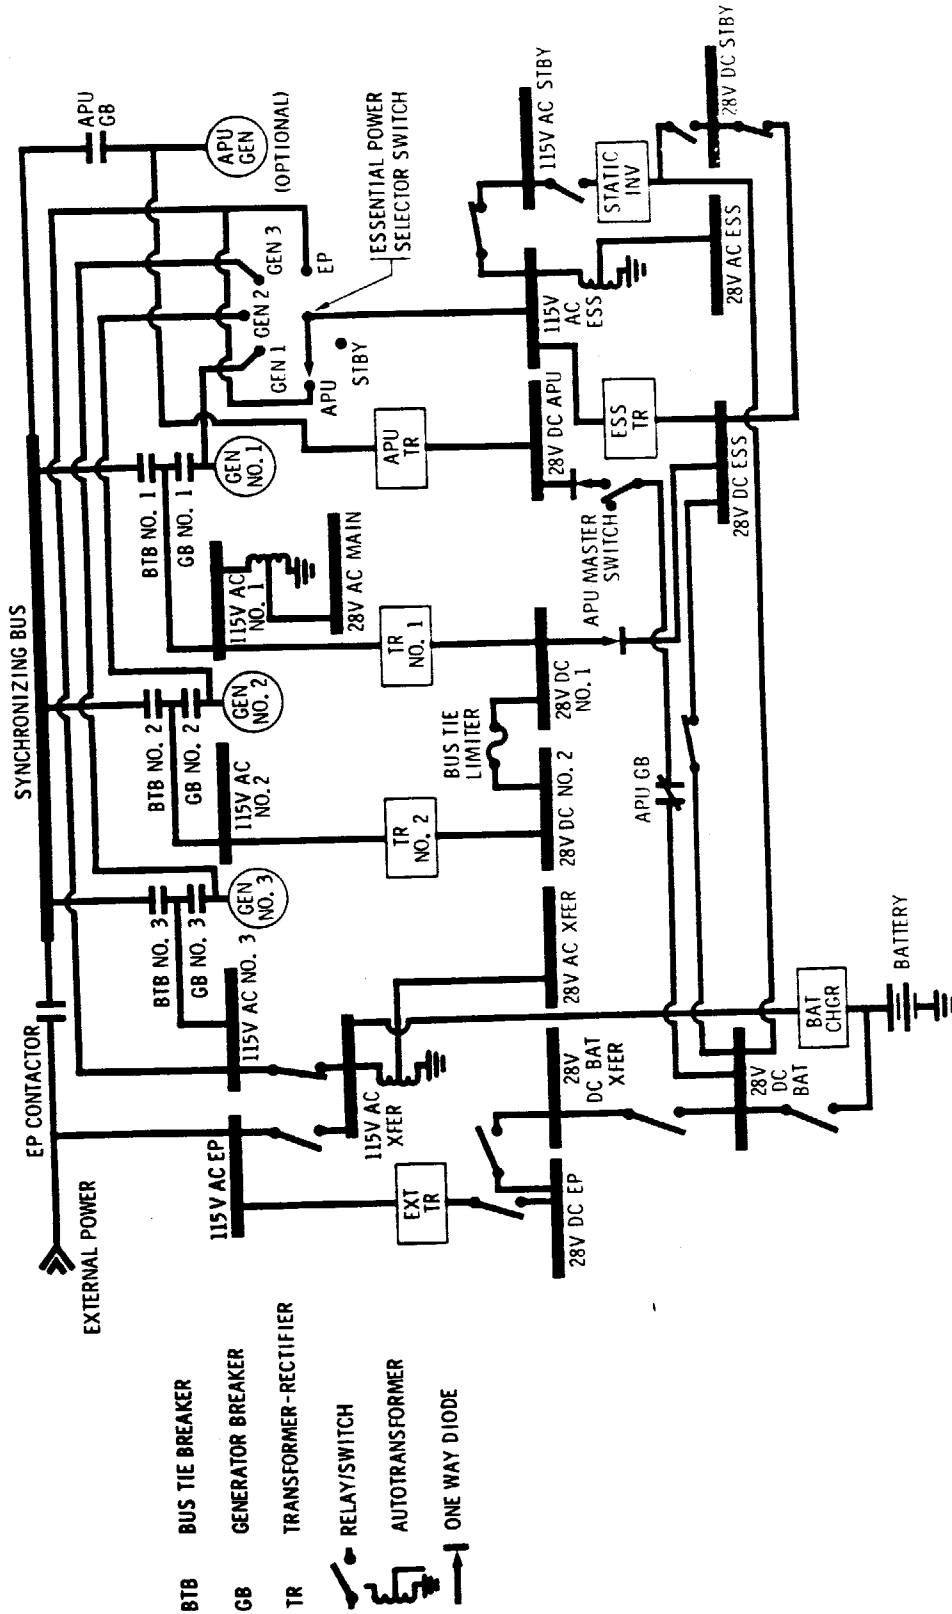 SYNCHRONIZING BUS
EP CONTACTOR
EXTERNAL POWER
BTB NO. 3
GB NO. 3
GEN
NO. 3
BTB NO. 2
GB NO. 2
GEN
NO. 2
BTB NO. 1
GB NO. 1
GEN
NO. 1
APU
GB
APU
GEN
(OPTIONAL)
GEN 1
GEN 2
GEN 3
EP
APU
STBY
ESSENTIAL POWER
SELECTOR SWITCH
115V AC EP
115V AC NO. 3
115V AC
NO.2
115V AC
NO. 1
28V AC MAIN
115V AC
XFER
28V AC XFER
EXT
TR
TR
NO. 2
TR
NO. 1
APU
TR
28V DC EP
28V
DC BAT
XFER
28V DC NO. 2
BUS TIE
LIMITER
28V DC
NO. 1
28V DC APU
APU MASTER
SWITCH
115V
AC
ESS
115V AC STBY
ESS
TR
STATIC
INV
28V AC ESS
28V DC STBY
28V DC ESS
APU GB
28V
DC
BAT
BAT
CHGR
BATTERY
BTB BUS TIE BREAKER
GB GENERATOR BREAKER
TR TRANSFORMER-RECTIFIER
RELAY/SWITCH
AUTOTRANSFORMER
ONE WAY DIODE